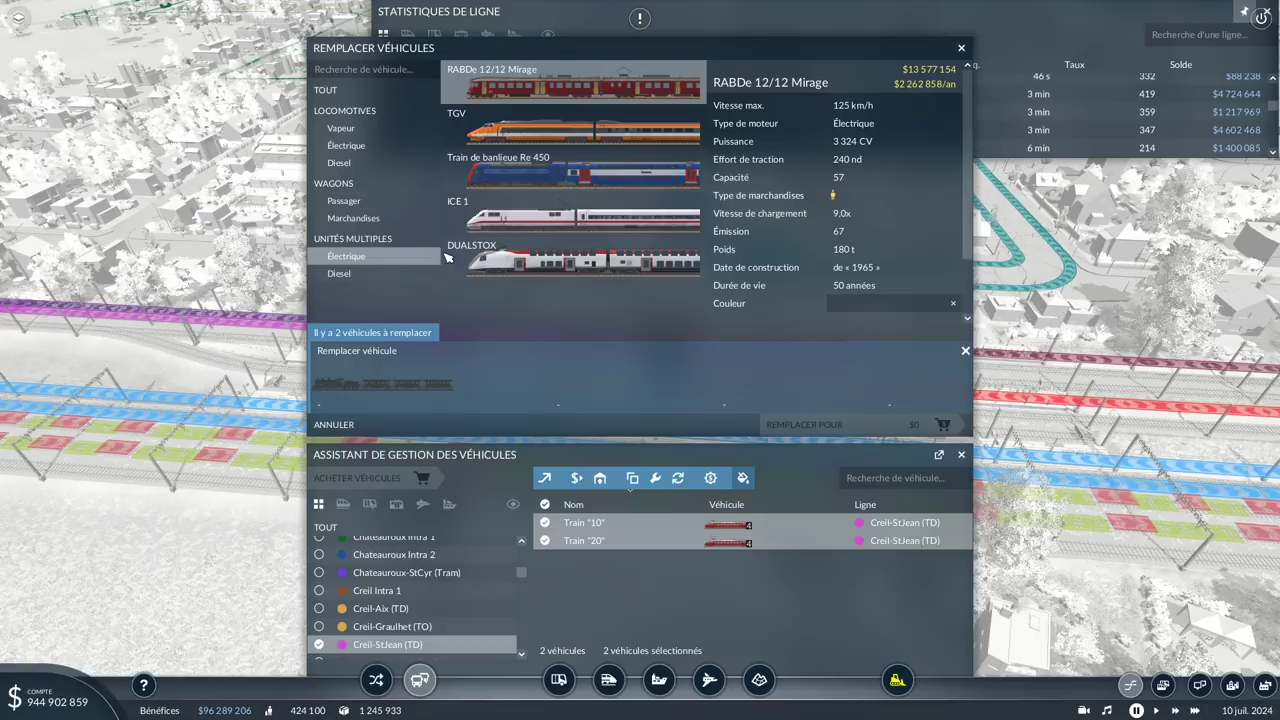 STATISTIQUES DE LIGNE
Recherche d'une ligne...
Taux Solde
46 s 332 $88 238
3 min 419 $4 724 644
3 min 359 $1 217 969
3 min 347 $4 602 468
6 min 214 $1 400 085
REMPLACER VÉHICULES
Recherche de véhicule...
TOUT
LOCOMOTIVES
Vapeur
Électrique
Diesel
WAGONS
Passager
Marchandises
UNITÉS MULTIPLES
Électrique
Diesel
RABDe 12/12 Mirage
TGV
Train de banlieue Re 450
ICE 1
DUALSTOX
RABDe 12/12 Mirage
$13 577 154
$2 262 858/an
Vitesse max. 125 km/h
Type de moteur Électrique
Puissance 3 324 CV
Effort de traction 240 nd
Capacité 57
Type de marchandises
Vitesse de chargement 9,0x
Émission 67
Poids 180 t
Date de construction de « 1965 »
Durée de vie 50 années
Couleur
Il y a 2 véhicules à remplacer
Remplacer véhicule
- - - -
ANNULER
REMPLACER POUR $0
ASSISTANT DE GESTION DES VÉHICULES
ACHETER VÉHICULES
Recherche de véhicule...
TOUT
Chateauroux Intra 1
Chateauroux Intra 2
Chateauroux-StCyr (Tram)
Creil Intra 1
Creil-Aix (TD)
Creil-Graulhet (TO)
Creil-StJean (TD)
Nom Véhicule Ligne
Train "10" 4 Creil-StJean (TD)
Train "20" 4 Creil-StJean (TD)
2 véhicules 2 véhicules sélectionnés
COMPTE
$ 944 902 859
?
Bénéfices $96 289 206 424 100 1 245 933
10 juil. 2024